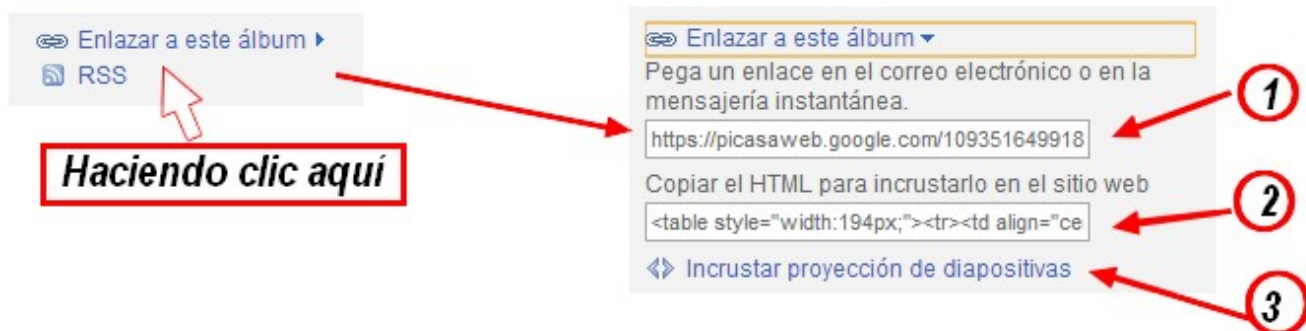 Enlazar a este álbum
RSS
Haciendo clic aquí
Enlazar a este álbum
Pega un enlace en el correo electrónico o en la
mensajería instantánea.
https://picasaweb.google.com/109351649918
1
Copiar el HTML para incrustarlo en el sitio web
<table style="width:194px;"><tr><td align="ce
2
Incrustar proyección de diapositivas
3